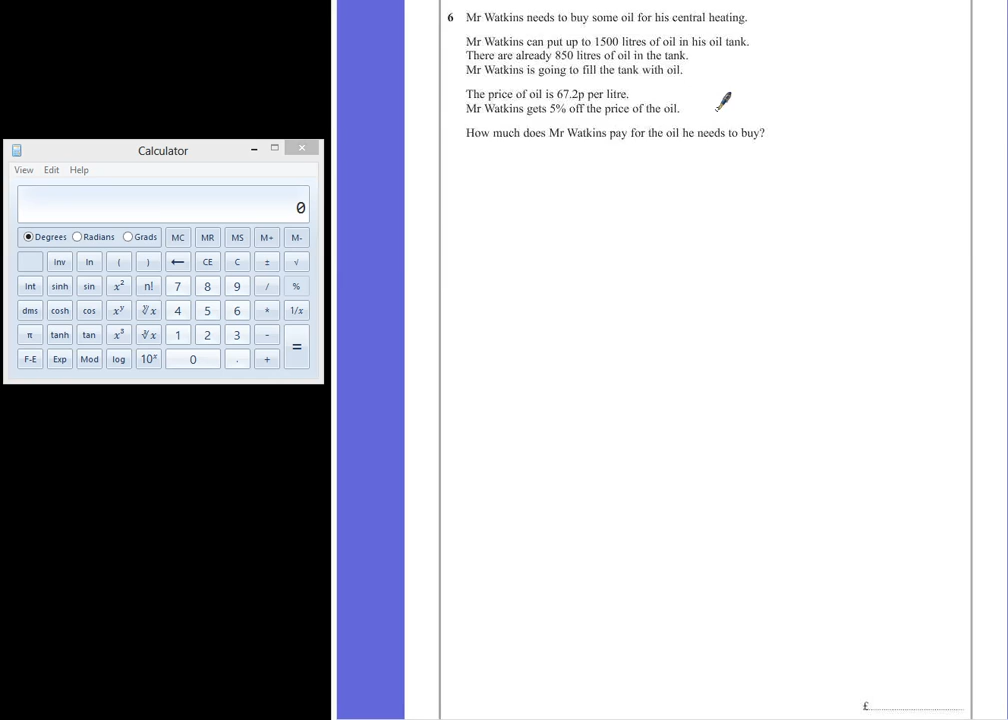 Calculator
View Edit Help
0
Degrees Radians Grads MC MR MS M+ M-
Inv ln ( ) ← CE C ± √
Int sinh sin x² n! 7 8 9 / %
dms cosh cos xʸ ʸ√x 4 5 6 * 1/x
π tanh tan x³ ³√x 1 2 3 - =
F-E Exp Mod log 10ˣ 0 . +
6 Mr Watkins needs to buy some oil for his central heating.
Mr Watkins can put up to 1500 litres of oil in his oil tank.
There are already 850 litres of oil in the tank.
Mr Watkins is going to fill the tank with oil.
The price of oil is 67.2p per litre.
Mr Watkins gets 5% off the price of the oil.
How much does Mr Watkins pay for the oil he needs to buy?
£